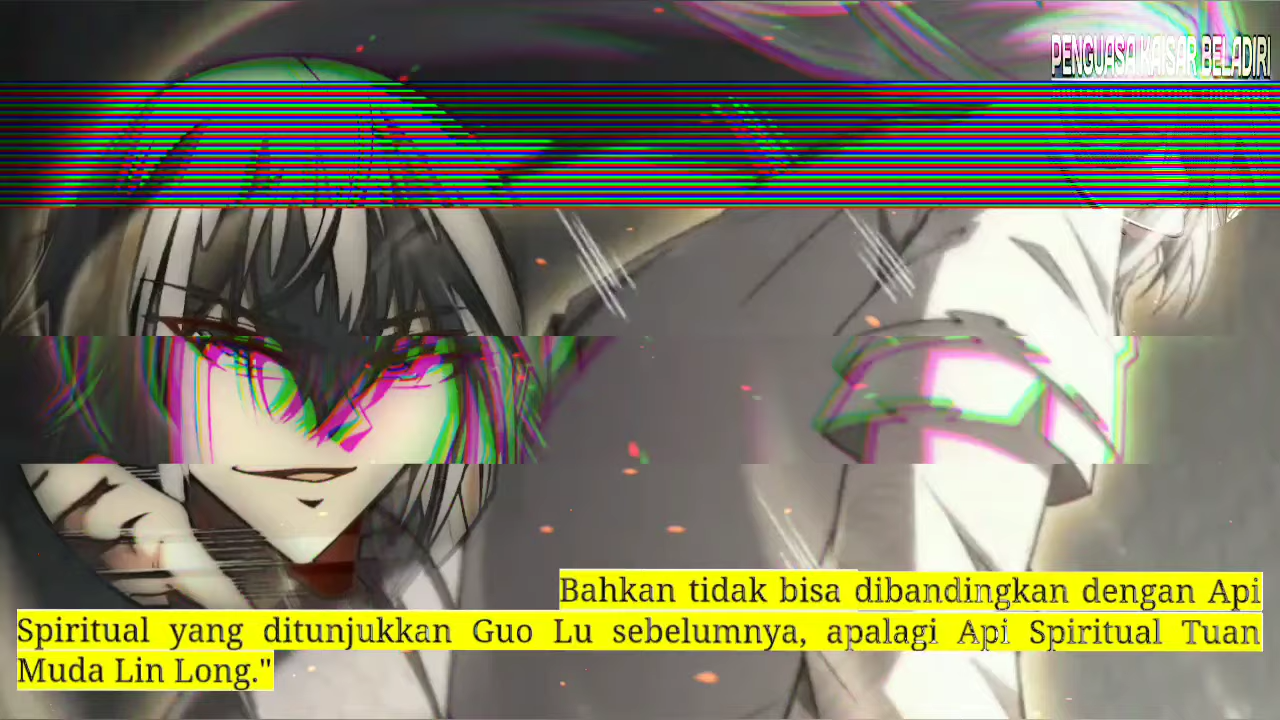 PENGUASA KAISAR BELADIRI
Bahkan tidak bisa dibandingkan dengan Api
Spiritual yang ditunjukkan Guo Lu sebelumnya, apalagi Api Spiritual Tuan
Muda Lin Long."